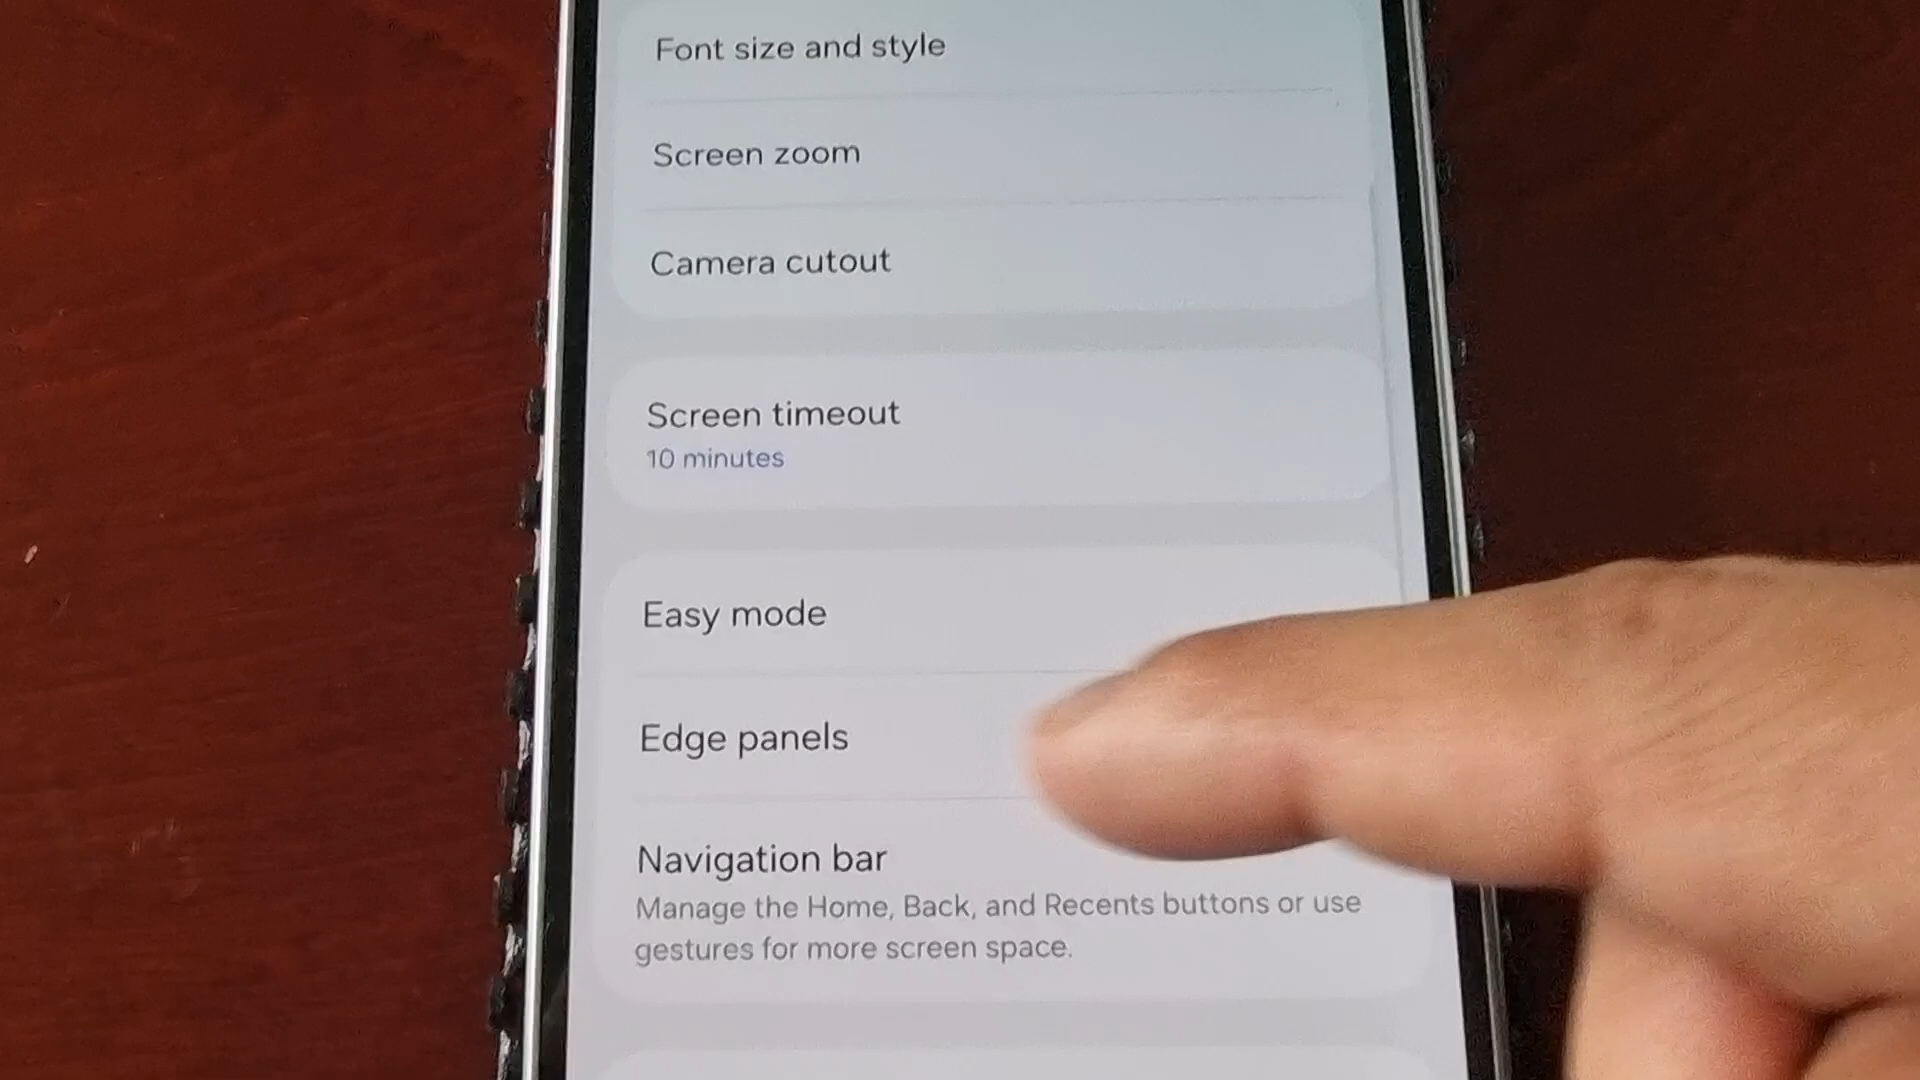 Font size and style
Screen zoom
Camera cutout
Screen timeout
10 minutes
Easy mode
Edge panels
Navigation bar
Manage the Home, Back, and Recents buttons or use
gestures for more screen space.